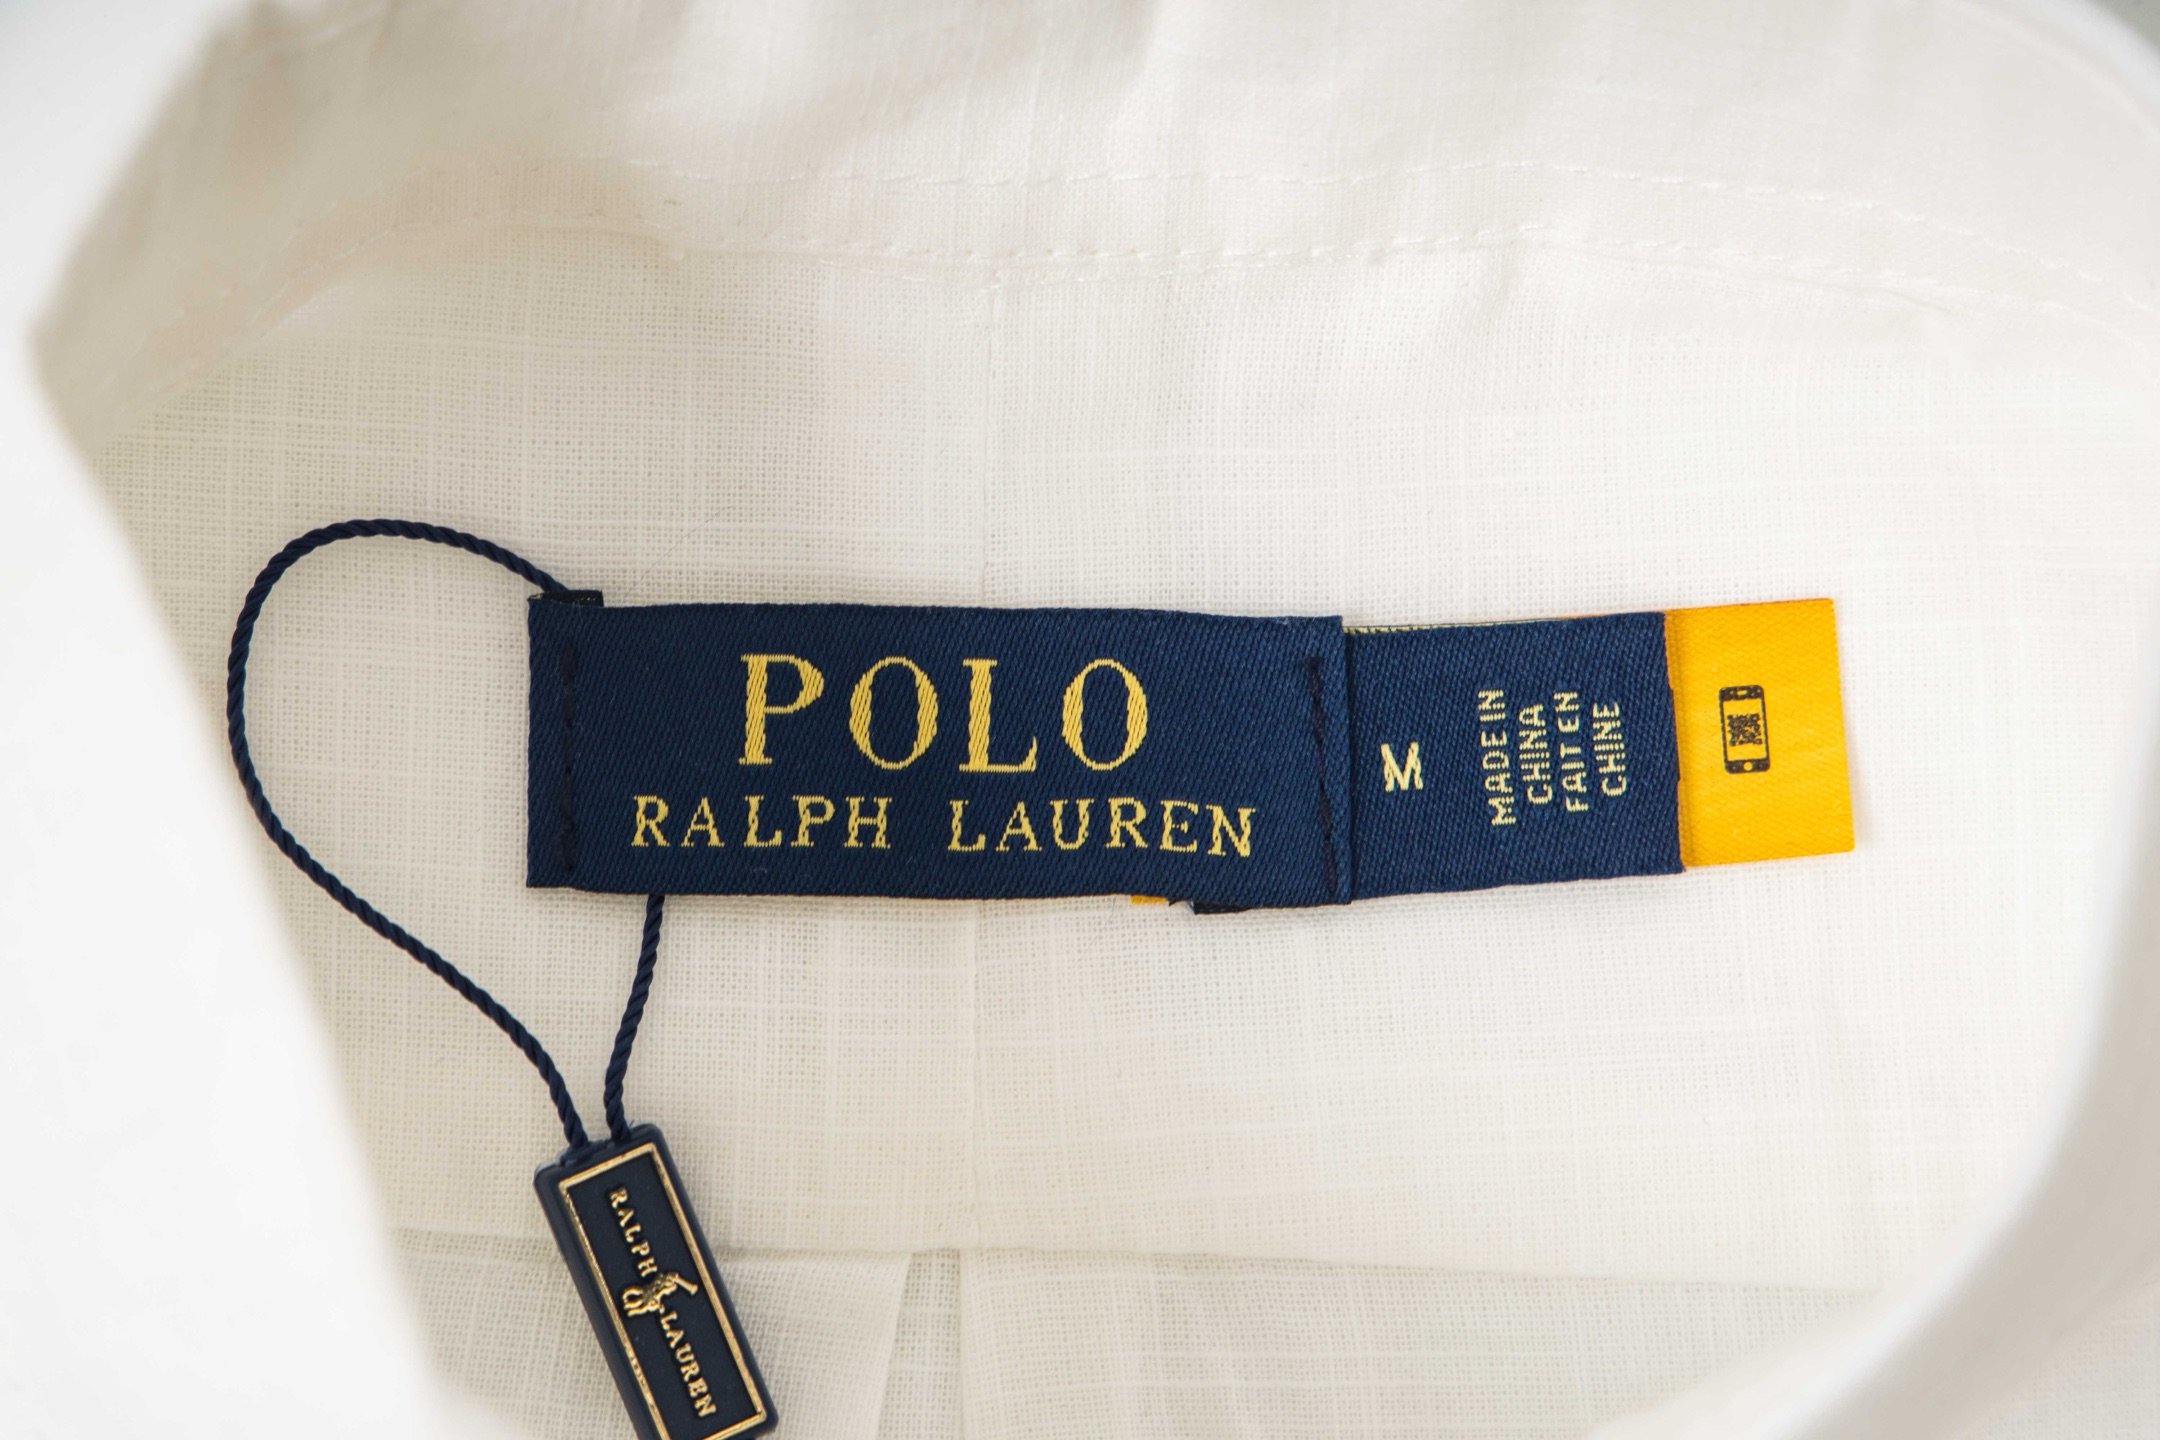 POLO
RALPH LAUREN
M
MADE IN
CHINA
FAIT EN
CHINE
RALPH LAUREN